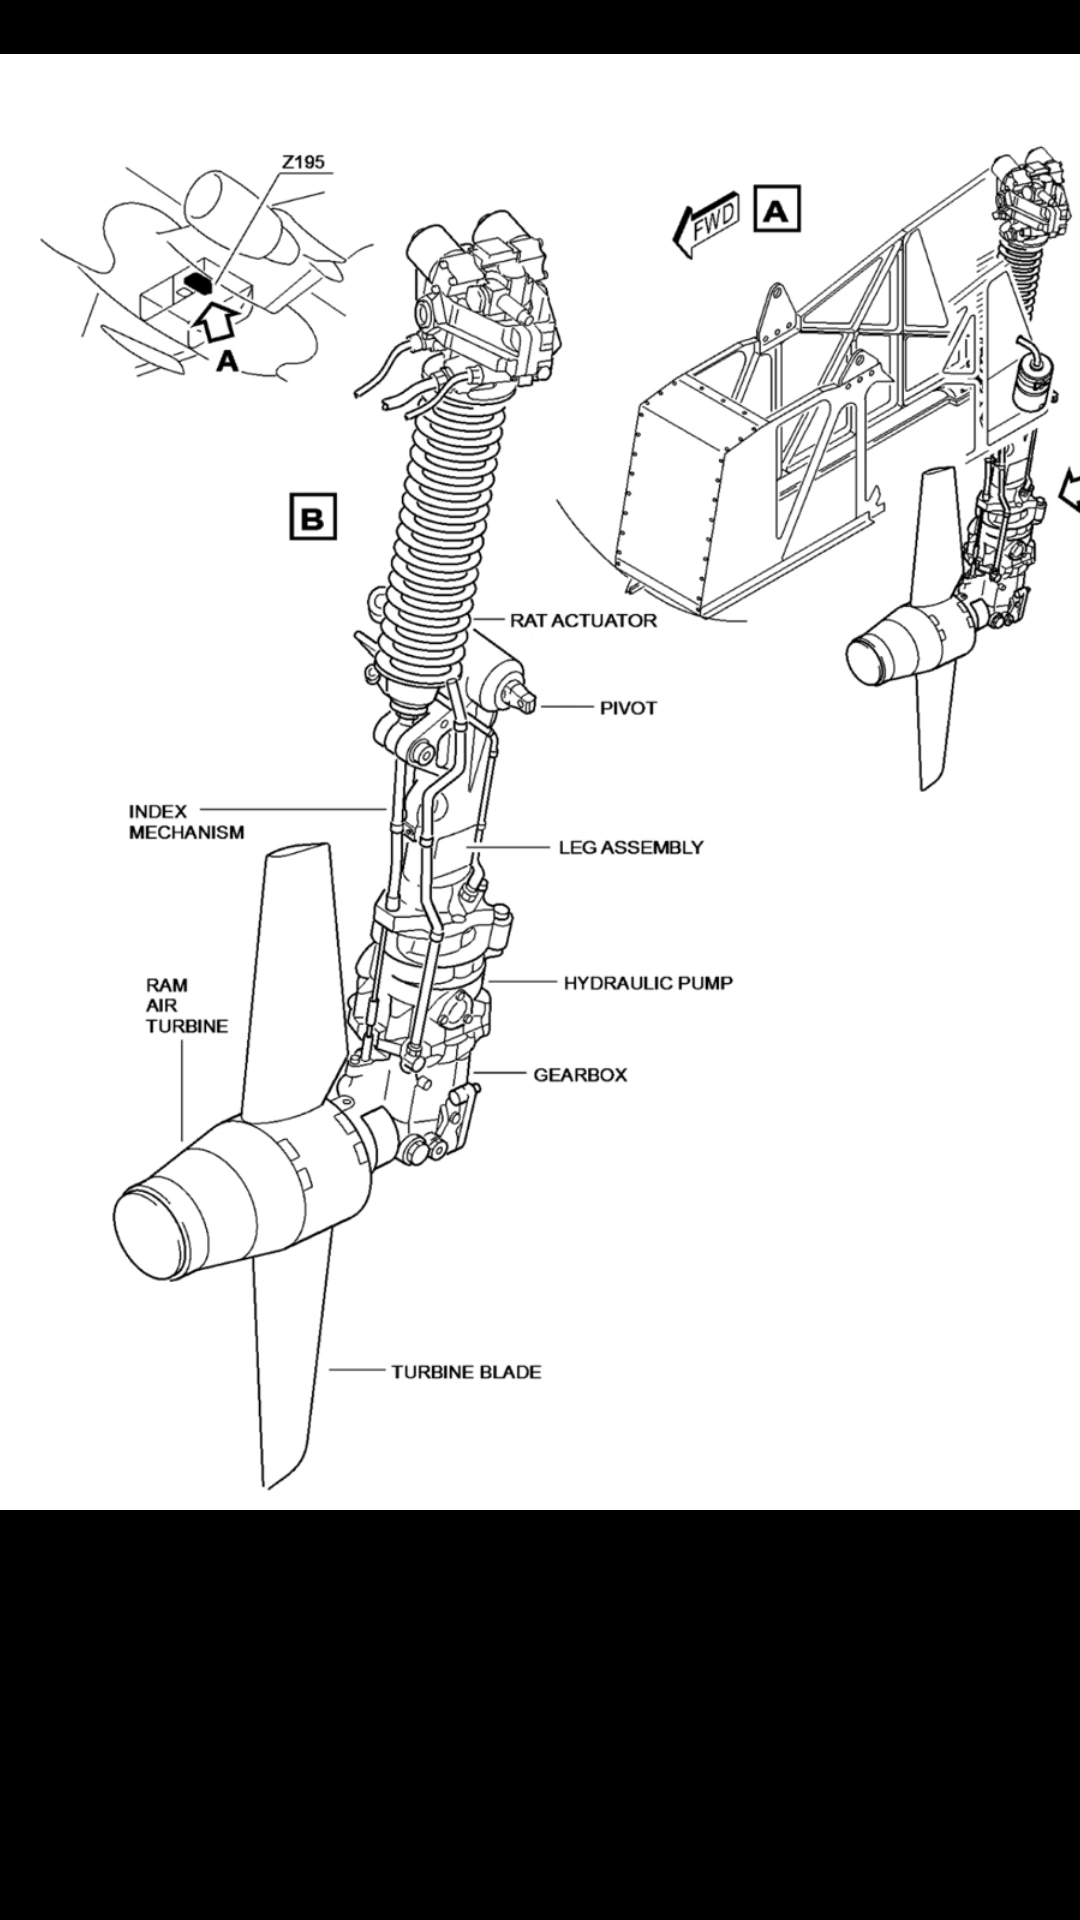 Z195
FWD
A
A
B
RAT ACTUATOR
PIVOT
INDEX
MECHANISM
LEG ASSEMBLY
RAM
AIR
TURBINE
HYDRAULIC PUMP
GEARBOX
TURBINE BLADE